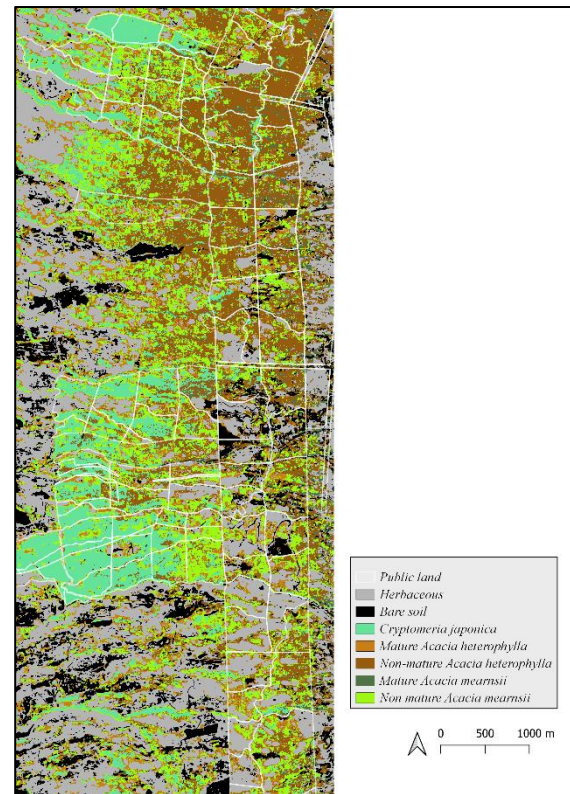 Public land
Herbaceous
Bare soil
Cryptomeria japonica
Mature Acacia heterophylla
Non-mature Acacia heterophylla
Mature Acacia mearnsii
Non mature Acacia mearnsii
0 500 1000 m